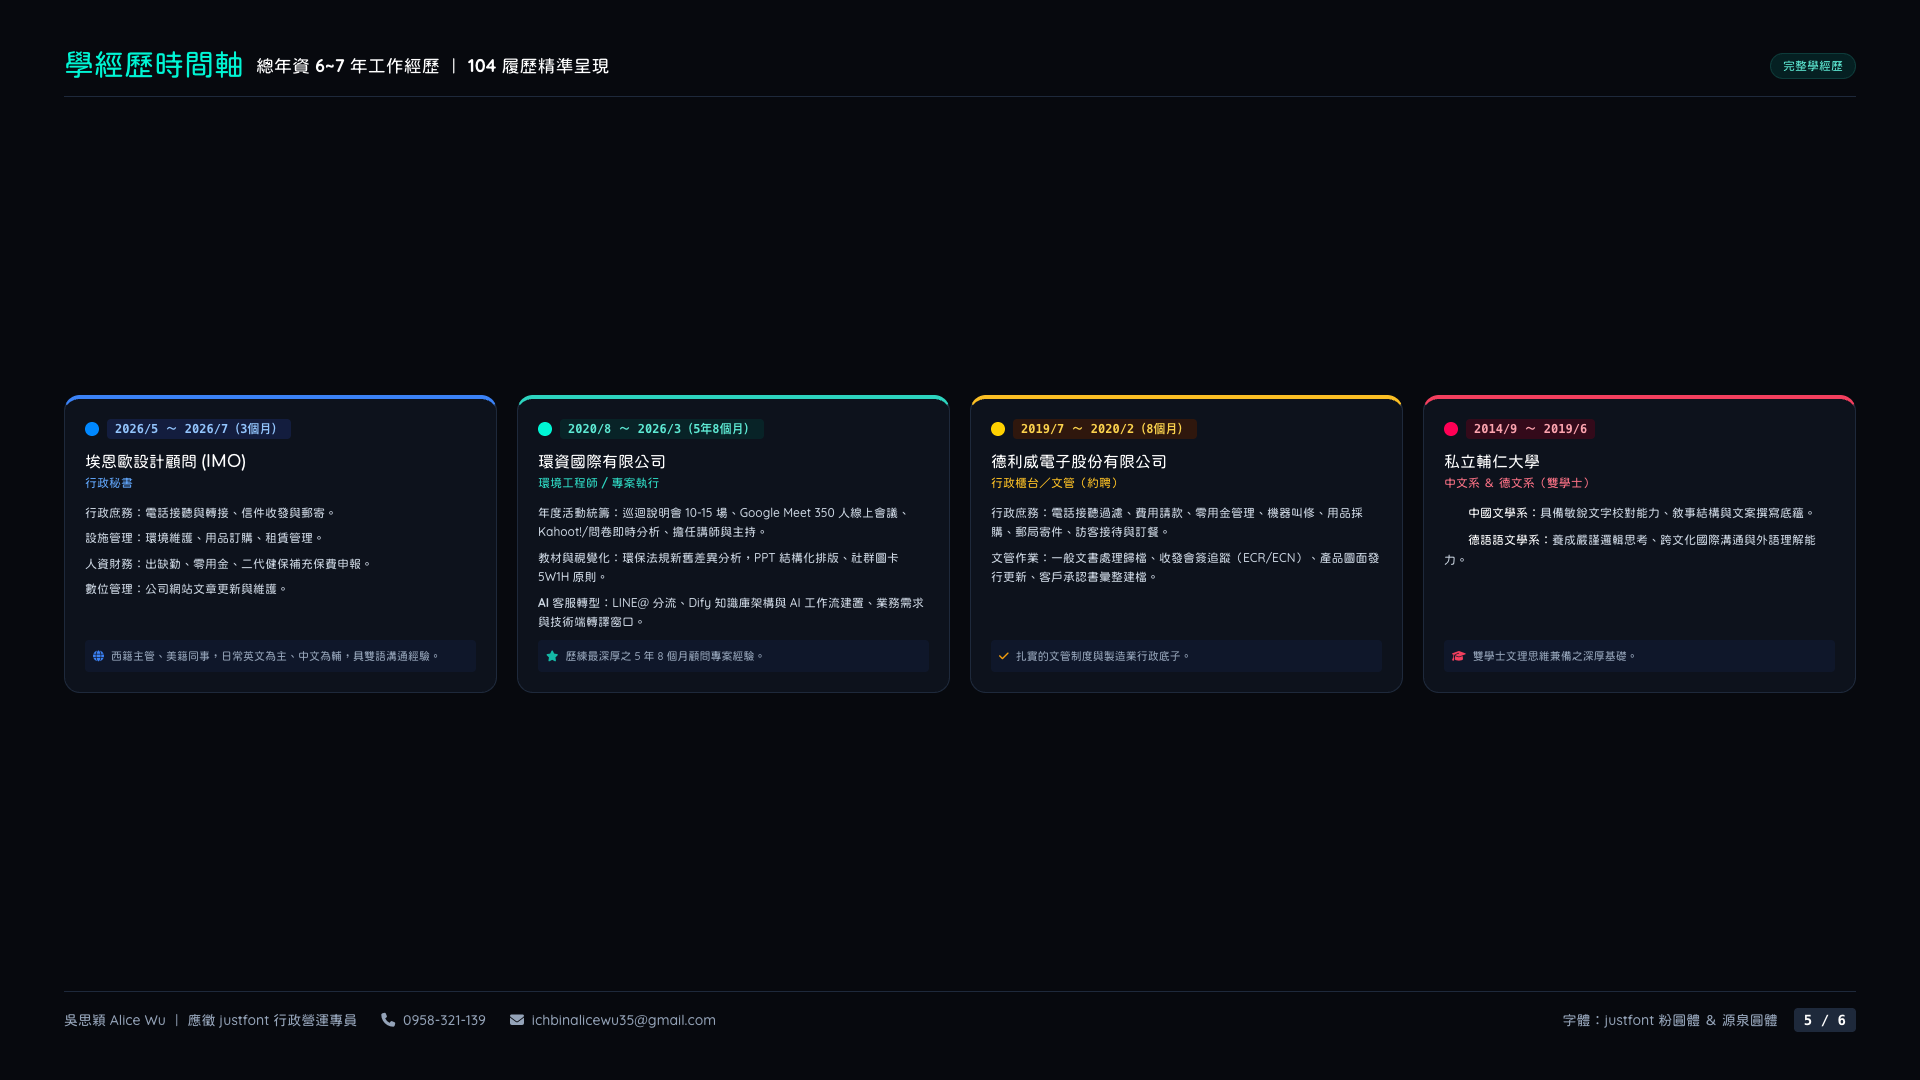 學經歷時間軸 總年資 6~7 年工作經歷 | 104 履歷精準呈現
完整學經歷
2026/5 ～ 2026/7 (3個月)
埃恩歐設計顧問 (IMO)
行政秘書
行政庶務：電話接聽與轉接、信件收發與郵寄。
設施管理：環境維護、用品訂購、租賃管理。
人資財務：出缺勤、零用金、二代健保補充保費申報。
數位管理：公司網站文章更新與維護。
西籍主管、美籍同事，日常英文為主、中文為輔，具雙語溝通經驗。
2020/8 ～ 2026/3 (5年8個月)
環資國際有限公司
環境工程師 / 專案執行
年度活動統籌：巡迴說明會 10-15 場、Google Meet 350 人線上會議、
Kahoot!/問卷即時分析、擔任講師與主持。
教材與視覺化：環保法規新舊差異分析，PPT 結構化排版、社群圖卡
5W1H 原則。
AI 客服轉型：LINE@ 分流、Dify 知識庫架構與 AI 工作流建置、業務需求
與技術端轉譯窗口。
歷練最深厚之 5 年 8 個月顧問專案經驗。
2019/7 ～ 2020/2 (8個月)
德利威電子股份有限公司
行政櫃台／文管（約聘）
行政庶務：電話接聽過濾、費用請款、零用金管理、機器叫修、用品採
購、郵局寄件、訪客接待與訂餐。
文管作業：一般文書處理歸檔、收發會簽追蹤（ECR/ECN）、產品圖面發
行更新、客戶承認書彙整建檔。
扎實的文管制度與製造業行政底子。
2014/9 ～ 2019/6
私立輔仁大學
中文系 & 德文系（雙學士）
中國文學系：具備敏銳文字校對能力、敘事結構與文案撰寫底蘊。
德語語文學系：養成嚴謹邏輯思考、跨文化國際溝通與外語理解能
力。
雙學士文理思維兼備之深厚基礎。
吳思穎 Alice Wu | 應徵 justfont 行政營運專員 0958-321-139 ichbinalicewu35@gmail.com
字體：justfont 粉圓體 & 源泉圓體 5 / 6